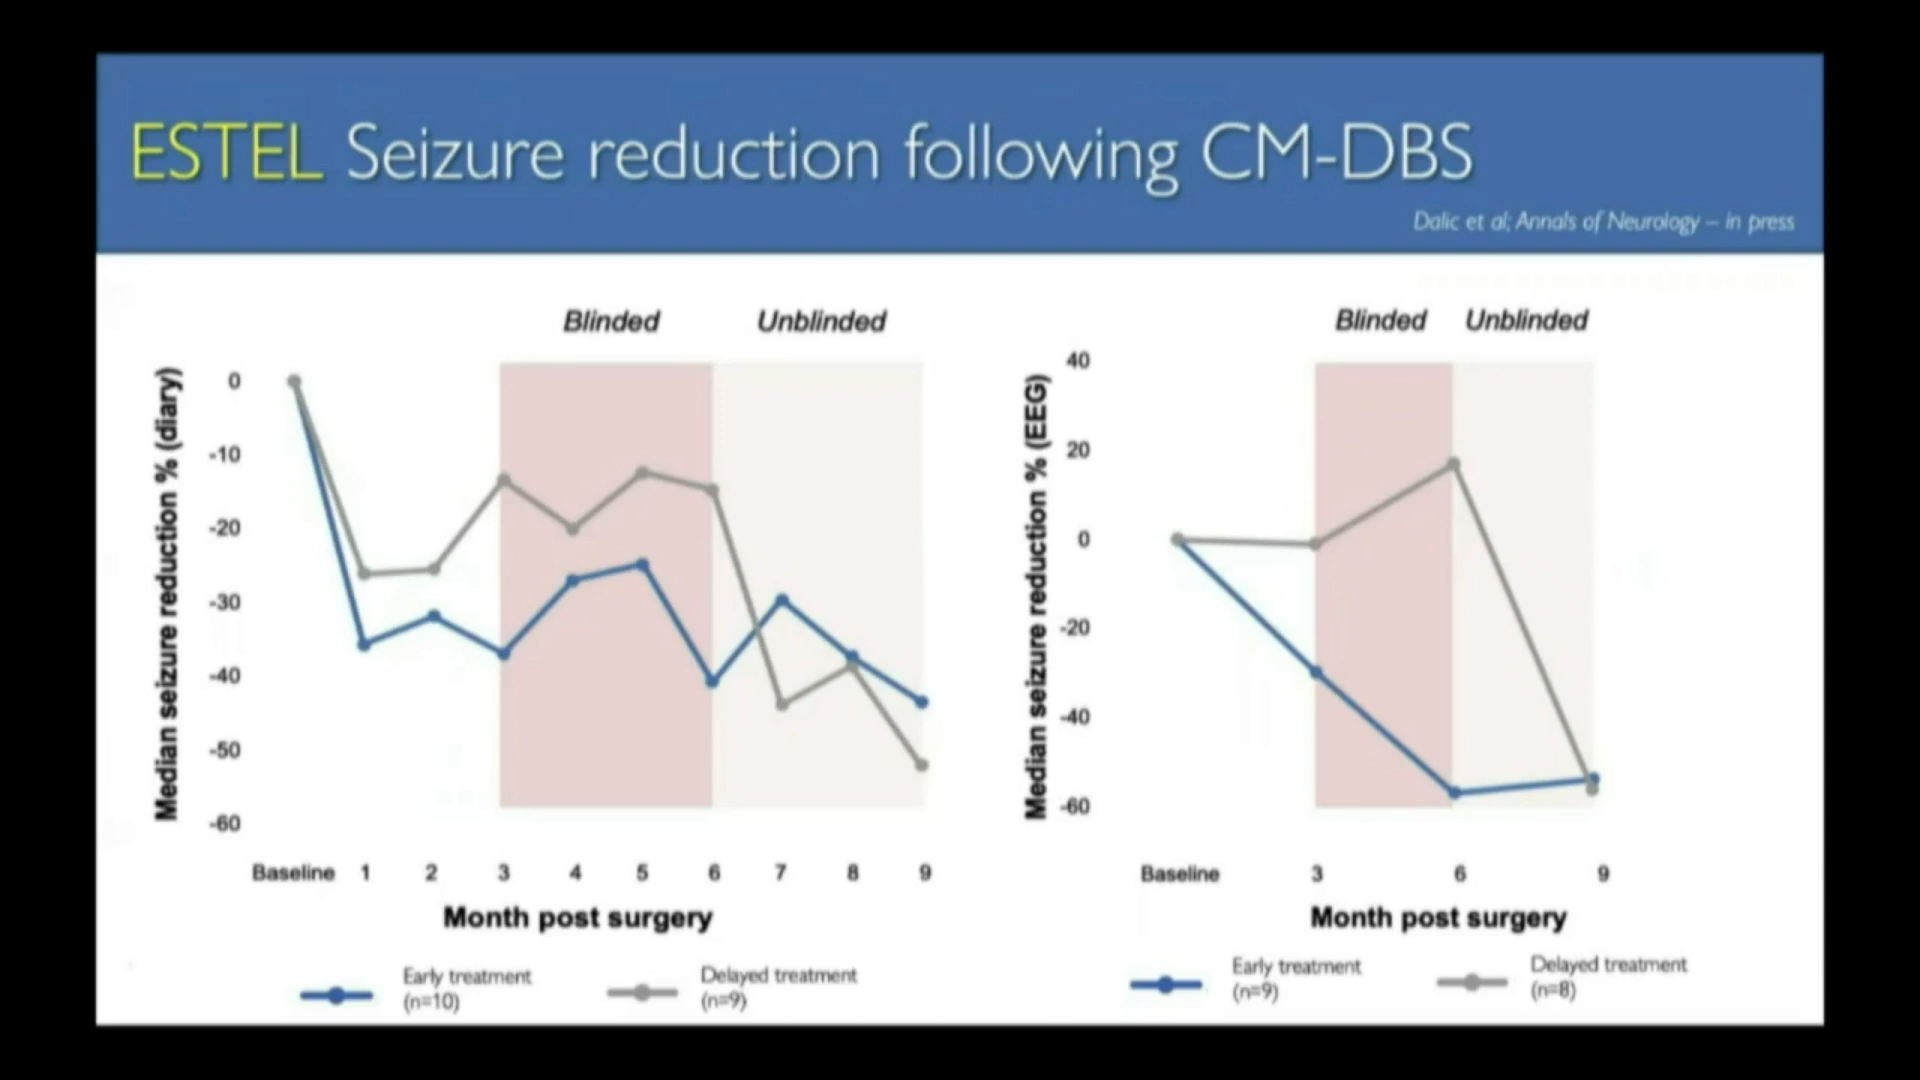 ESTEL Seizure reduction following CM-DBS
Dalic et al; Annals of Neurology – in press
Blinded Unblinded
Median seizure reduction % (diary)
0
-10
-20
-30
-40
-50
-60
Baseline 1 2 3 4 5 6 7 8 9
Month post surgery
Early treatment
(n=10)
Delayed treatment
(n=9)
Blinded Unblinded
Median seizure reduction % (EEG)
40
20
0
-20
-40
-60
Baseline 3 6 9
Month post surgery
Early treatment
(n=9)
Delayed treatment
(n=8)